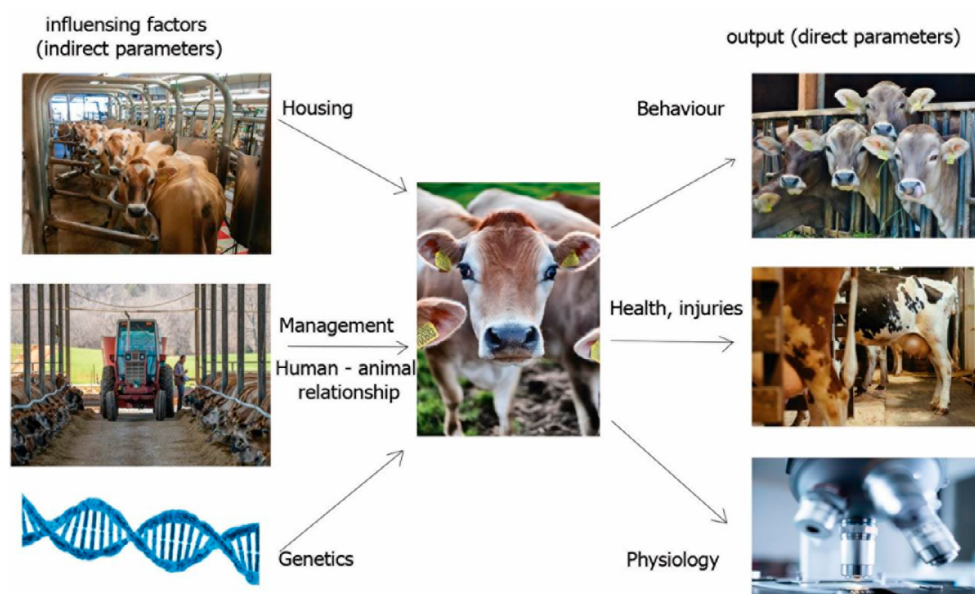 influensing factors
(indirect parameters)
output (direct parameters)
Housing
Behaviour
Management
Human - animal
relationship
Health, injuries
Genetics
Physiology